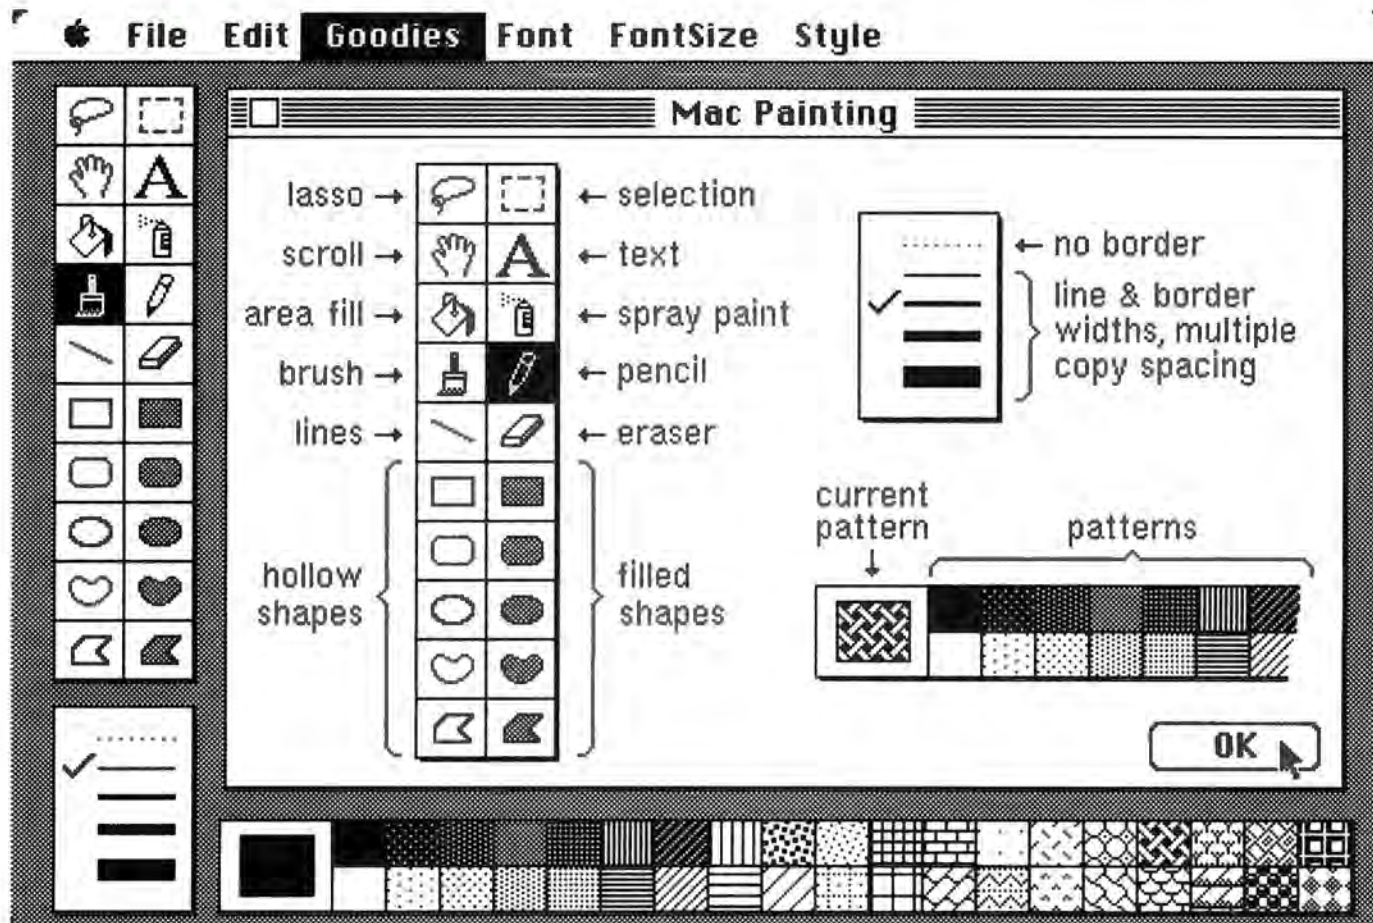 File Edit Goodies Font FontSize Style
Mac Painting
lasso
selection
scroll
A
text
area fill
spray paint
brush
pencil
lines
eraser
hollow
shapes
filled
shapes
no border
line & border
widths, multiple
copy spacing
current
pattern
patterns
OK
A